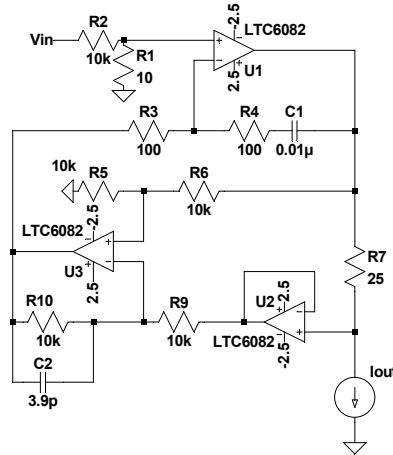 -2.5
LTC6082
R2
Vin
10k
R1
10
2.5
U1
R3
100
R4
100
C1
0.01µ
10k
R5
R6
10k
LTC6082
-2.5
U3
2.5
R7
25
U2
2.5
LTC6082
-2.5
R10
10k
R9
10k
C2
3.9p
Iout